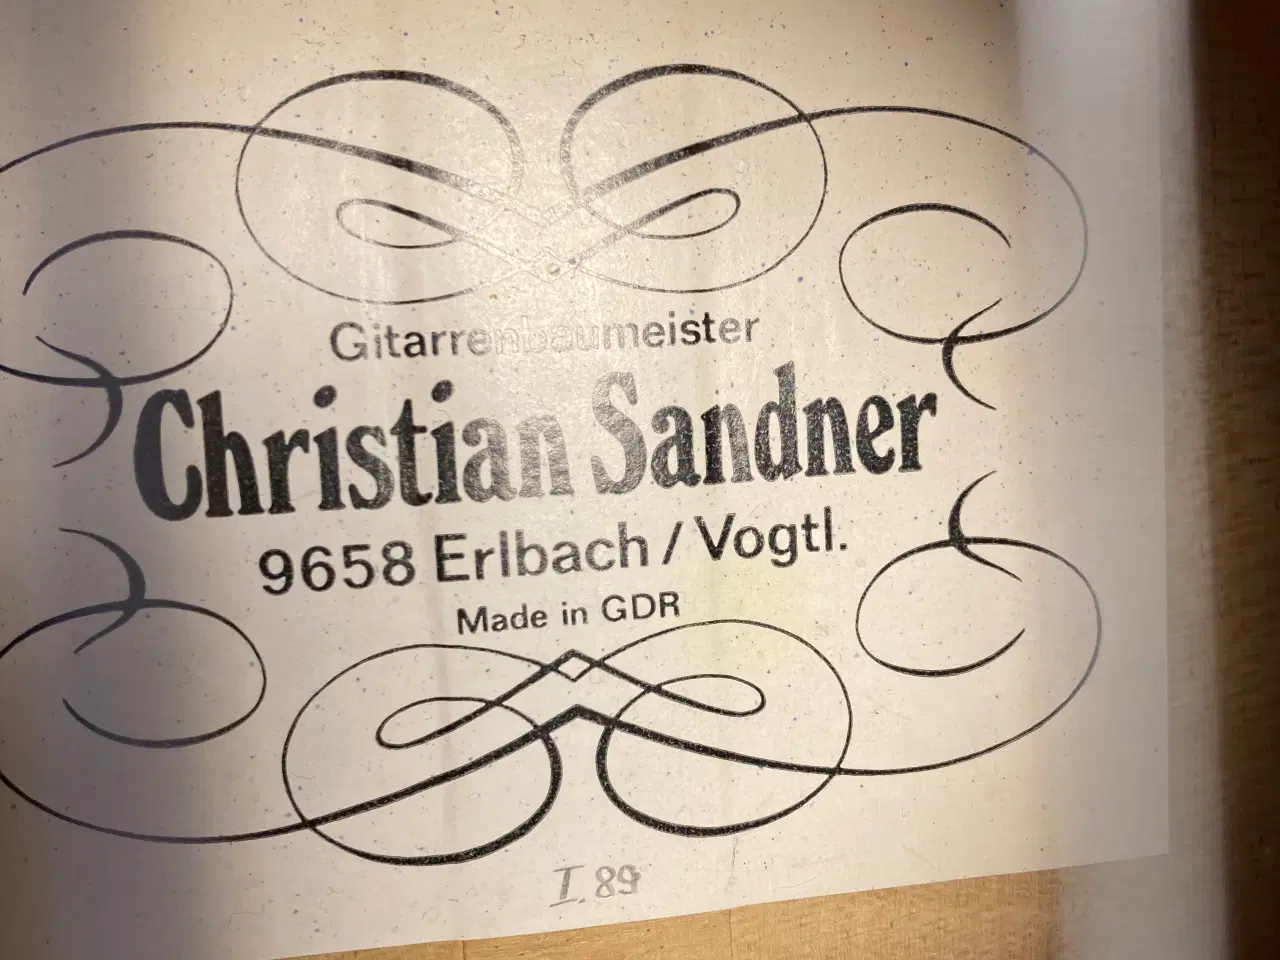 Gitarrenbaumeister
Christian Sandner
9658 Erlbach / Vogtl.
Made in GDR
I. 89